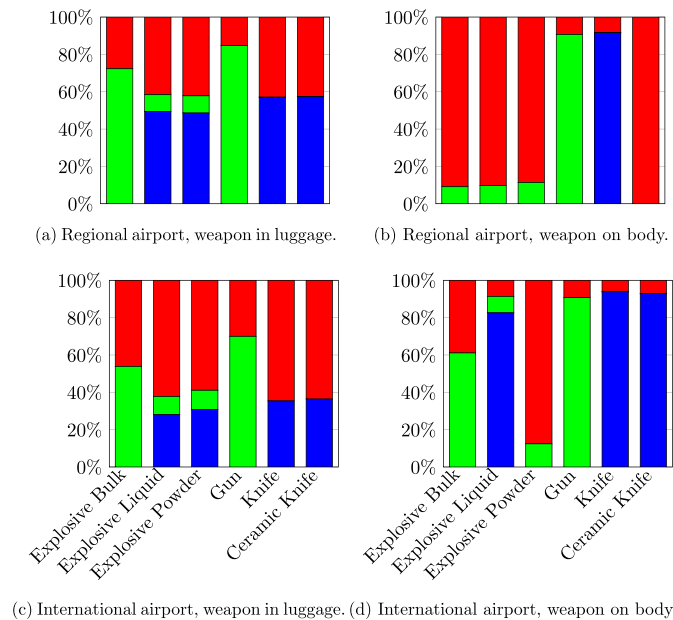 100%
80%
60%
40%
20%
0%
(a) Regional airport, weapon in luggage.
100%
80%
60%
40%
20%
0%
(b) Regional airport, weapon on body.
100%
80%
60%
40%
20%
0%
Explosive Bulk
Explosive Liquid
Explosive Powder
Gun
Knife
Ceramic Knife
(c) International airport, weapon in luggage.
100%
80%
60%
40%
20%
0%
Explosive Bulk
Explosive Liquid
Explosive Powder
Gun
Knife
Ceramic Knife
(d) International airport, weapon on body